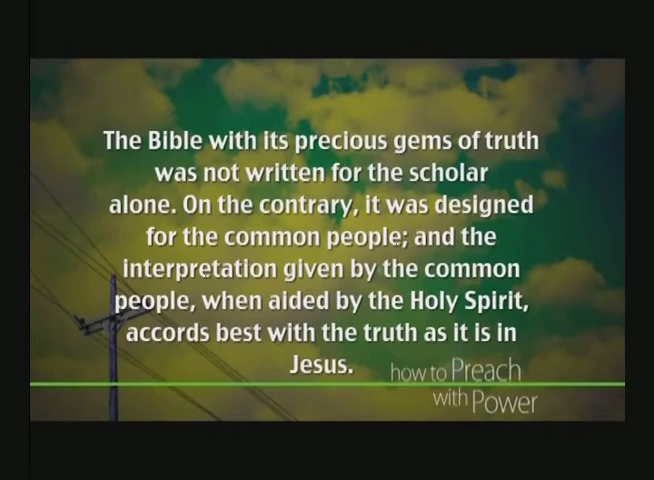 The Bible with its precious gems of truth
was not written for the scholar
alone. On the contrary, it was designed
for the common people; and the
interpretation given by the common
people, when aided by the Holy Spirit,
accords best with the truth as it is in
Jesus.
how to Preach
with Power